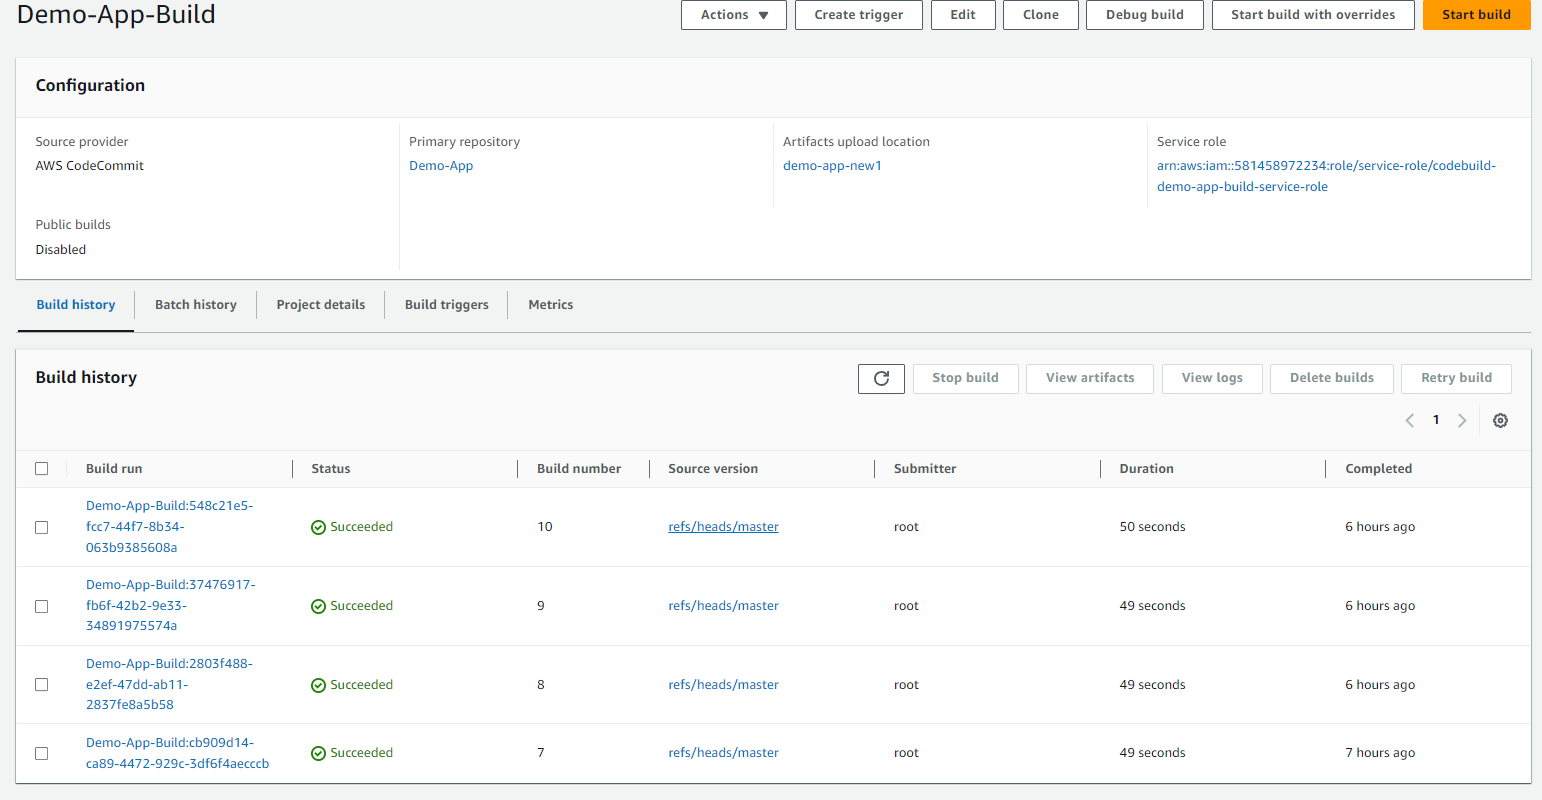 Demo-App-Build
Actions
Create trigger
Edit
Clone
Debug build
Start build with overrides
Start build
Configuration
Source provider
AWS CodeCommit
Primary repository
Demo-App
Artifacts upload location
demo-app-new1
Service role
arn:aws:iam::581458972234:role/service-role/codebuild-
demo-app-build-service-role
Public builds
Disabled
Build history
Batch history
Project details
Build triggers
Metrics
Build history
Stop build
View artifacts
View logs
Delete builds
Retry build
1
Build run
Status
Build number
Source version
Submitter
Duration
Completed
Demo-App-Build:548c21e5-
fcc7-44f7-8b34-
063b9385608a
Succeeded
10
refs/heads/master
root
50 seconds
6 hours ago
Demo-App-Build:37476917-
fb6f-42b2-9e33-
34891975574a
Succeeded
9
refs/heads/master
root
49 seconds
6 hours ago
Demo-App-Build:2803f488-
e2ef-47dd-ab11-
2837fe8a5b58
Succeeded
8
refs/heads/master
root
49 seconds
6 hours ago
Demo-App-Build:cb909d14-
ca89-4472-929c-3df6f4aecccb
Succeeded
7
refs/heads/master
root
49 seconds
7 hours ago